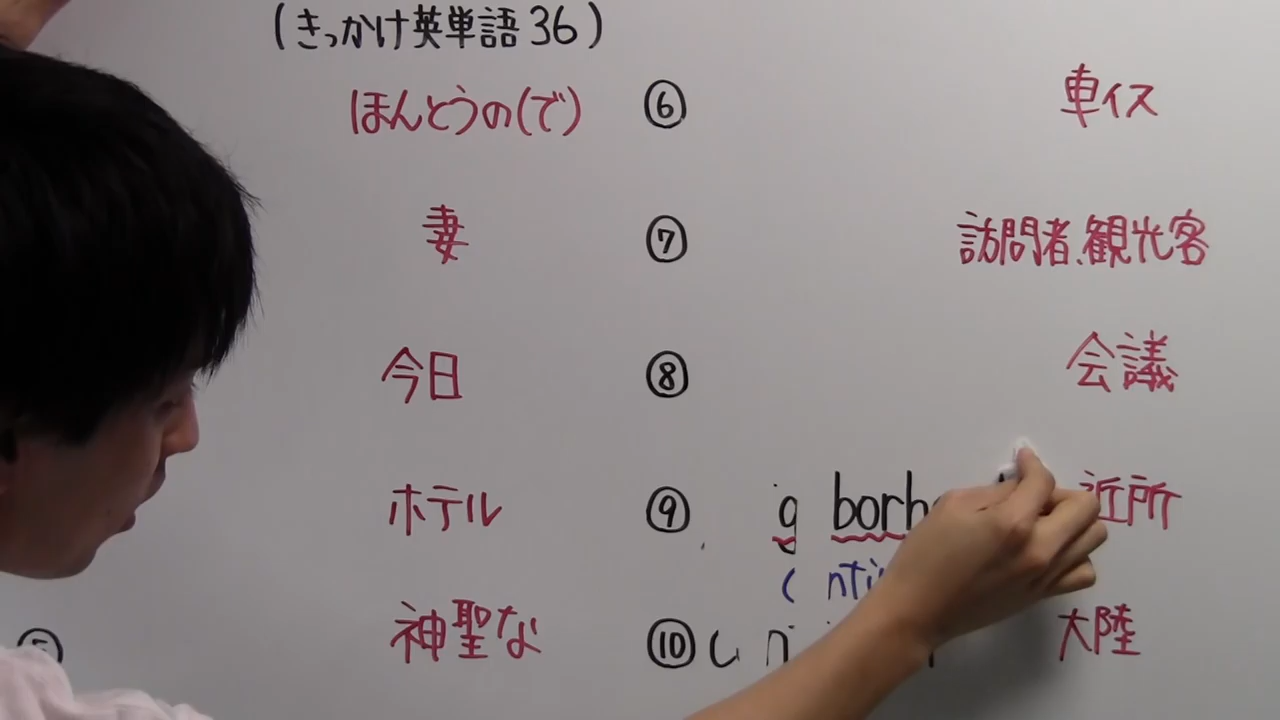 (きっかけ英単語36)
ほんとうの(で) ⑥ 車イス
妻 ⑦ 訪問者、観光客
今日 ⑧ 会議
ホテル ⑨ 近所
神聖な ⑩ 大陸